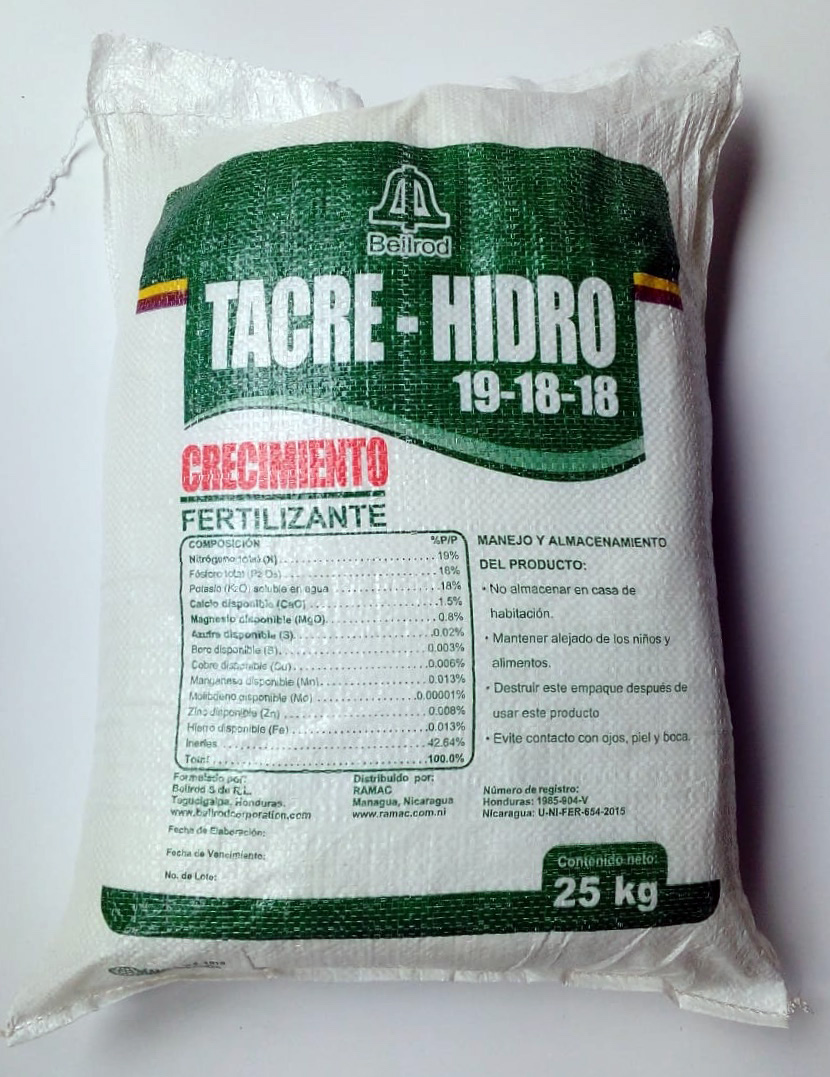 Bellrod
TACRE - HIDRO
19-18-18
CRECIMIENTO
FERTILIZANTE
COMPOSICIÓN %P/P
Nitrógeno total (N) 19%
Fósforo total (P2O5) 18%
Potasio (K2O) soluble en agua 18%
Calcio disponible (CaO) 1.5%
Magnesio disponible (MgO) 0.8%
Azufre disponible (S) 0.02%
Boro disponible (B) 0.003%
Cobre disponible (Cu) 0.006%
Manganeso disponible (Mn) 0.013%
Molibdeno disponible (Mo) 0.00001%
Zinc disponible (Zn) 0.008%
Hierro disponible (Fe) 0.013%
Inertes 42.64%
Total 100.0%
MANEJO Y ALMACENAMIENTO
DEL PRODUCTO:
• No almacenar en casa de
habitación.
• Mantener alejado de los niños y
alimentos.
• Destruir este empaque después de
usar este producto
• Evite contacto con ojos, piel y boca.
Formulado por:
Bellrod S de R.L.
Tegucigalpa, Honduras.
www.bellrodcorporation.com
Distribuido por:
RAMAC
Managua, Nicaragua
www.ramac.com.ni
Número de registro:
Honduras: 1985-904-V
Nicaragua: U-NI-FER-654-2015
Fecha de Elaboración:
Fecha de Vencimiento:
No. de Lote:
Contenido neto:
25 kg